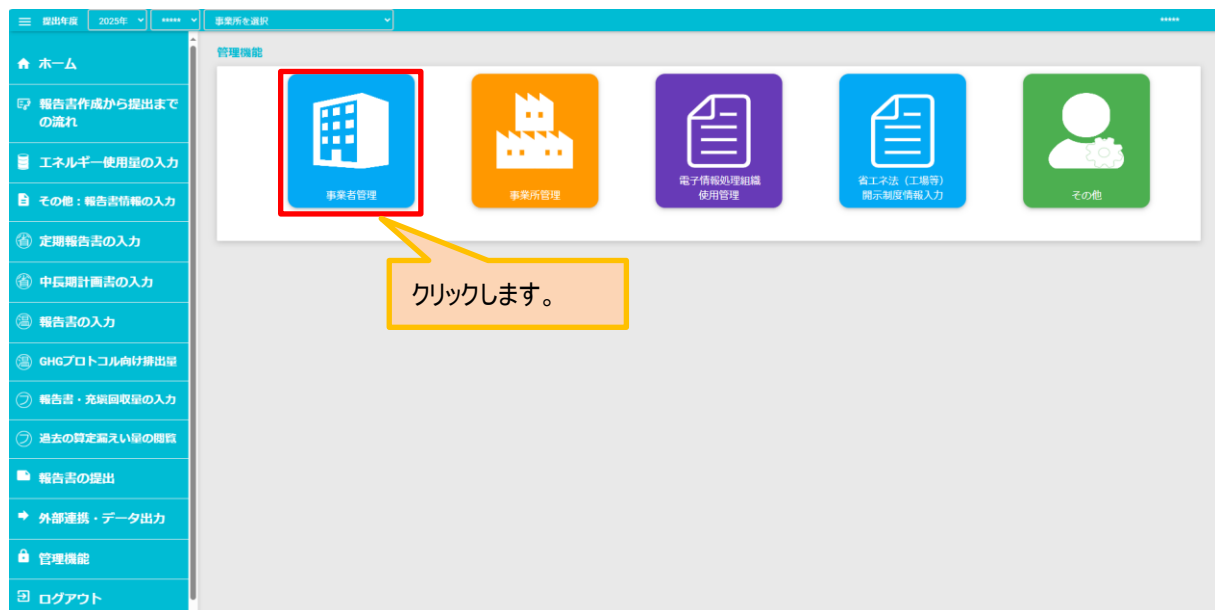 提出年度 2025年 ***** 事業所を選択 *****
ホーム
報告書作成から提出まで
の流れ
エネルギー使用量の入力
その他：報告書情報の入力
定期報告書の入力
中長期計画書の入力
報告書の入力
GHGプロトコル向け排出量
報告書・充填回収量の入力
過去の算定漏えい量の閲覧
報告書の提出
外部連携・データ出力
管理機能
ログアウト
管理機能
事業者管理
事業所管理
電子情報処理組織
使用管理
省エネ法（工場等）
開示制度情報入力
その他
クリックします。